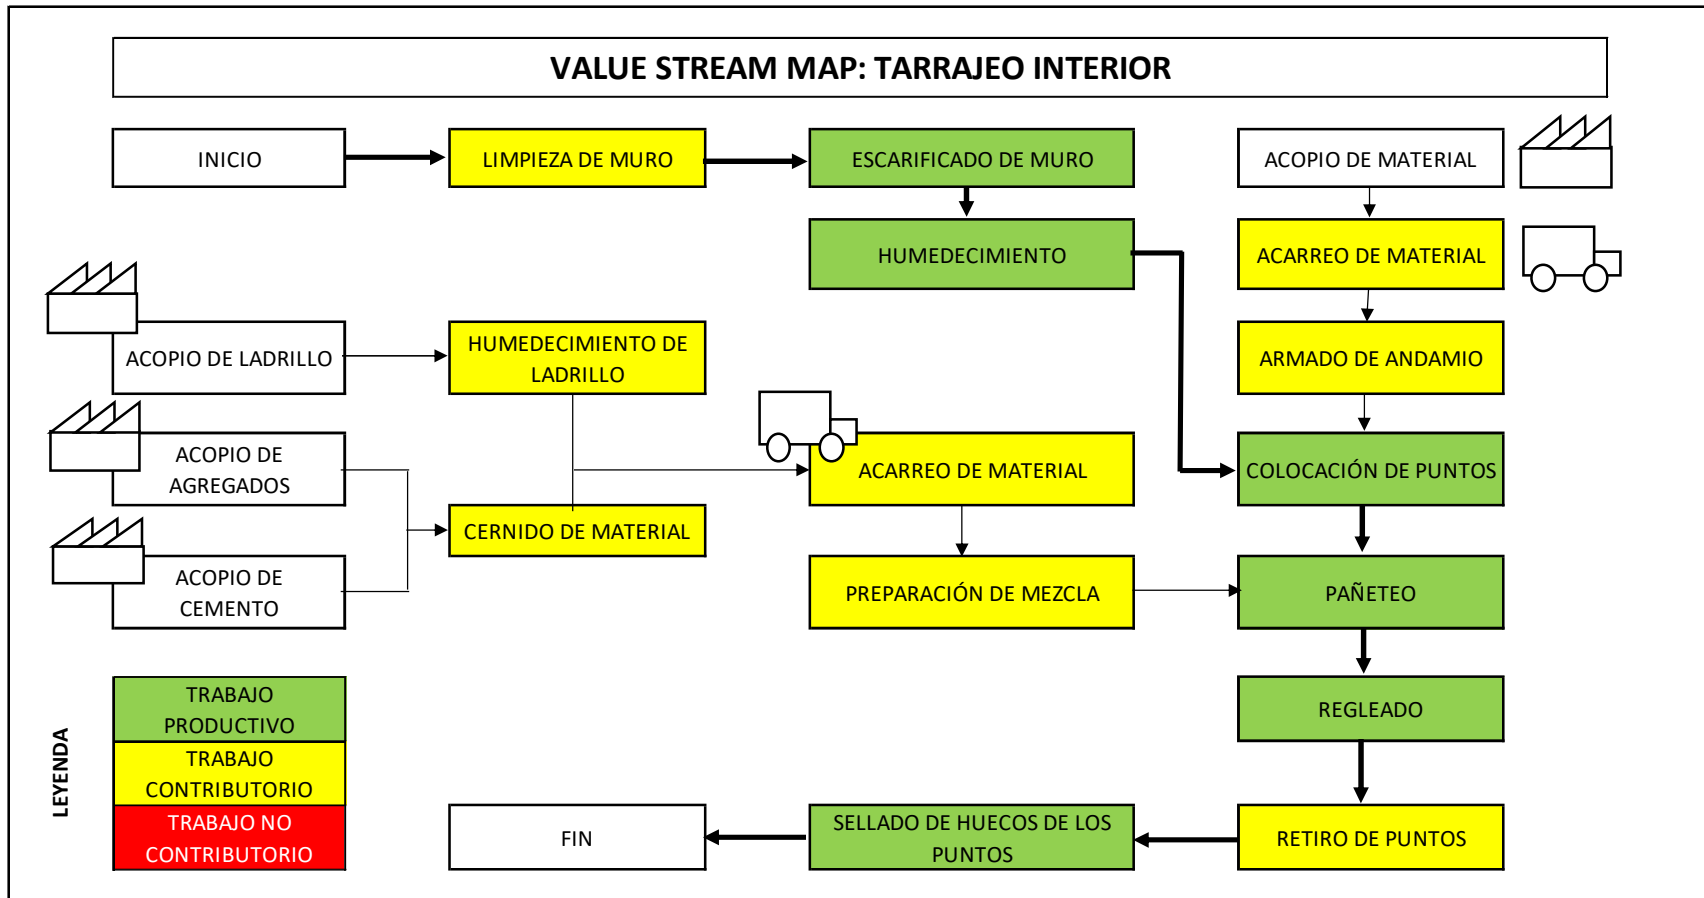 VALUE STREAM MAP: TARRAJEO INTERIOR
INICIO
LIMPIEZA DE MURO
ESCARIFICADO DE MURO
ACOPIO DE MATERIAL
HUMEDECIMIENTO
ACARREO DE MATERIAL
ACOPIO DE LADRILLO
HUMEDECIMIENTO DE
LADRILLO
ARMADO DE ANDAMIO
ACOPIO DE
AGREGADOS
ACARREO DE MATERIAL
COLOCACIÓN DE PUNTOS
CERNIDO DE MATERIAL
ACOPIO DE
CEMENTO
PREPARACIÓN DE MEZCLA
PAÑETEO
LEYENDA
TRABAJO
PRODUCTIVO
TRABAJO
CONTRIBUTORIO
TRABAJO NO
CONTRIBUTORIO
REGLEADO
FIN
SELLADO DE HUECOS DE LOS
PUNTOS
RETIRO DE PUNTOS